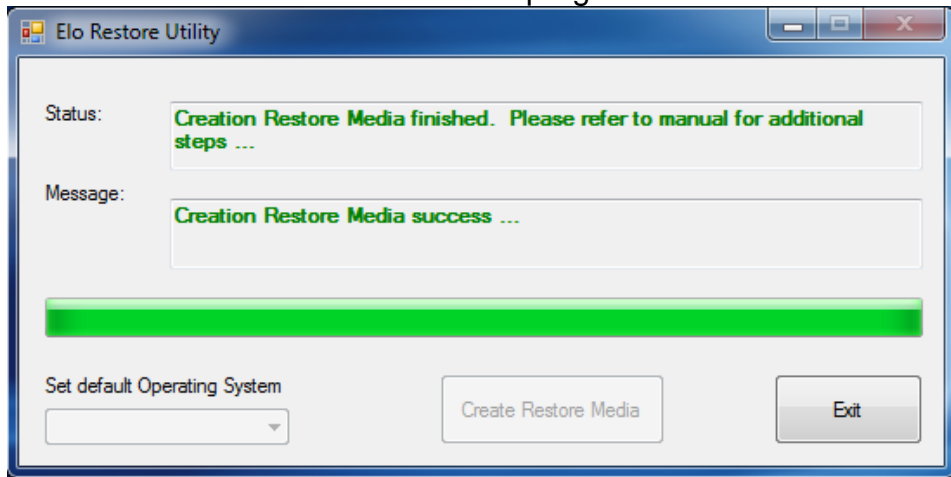 Elo Restore Utility
Status:
Creation Restore Media finished. Please refer to manual for additional
steps ...
Message:
Creation Restore Media success ...
Set default Operating System
Create Restore Media
Exit